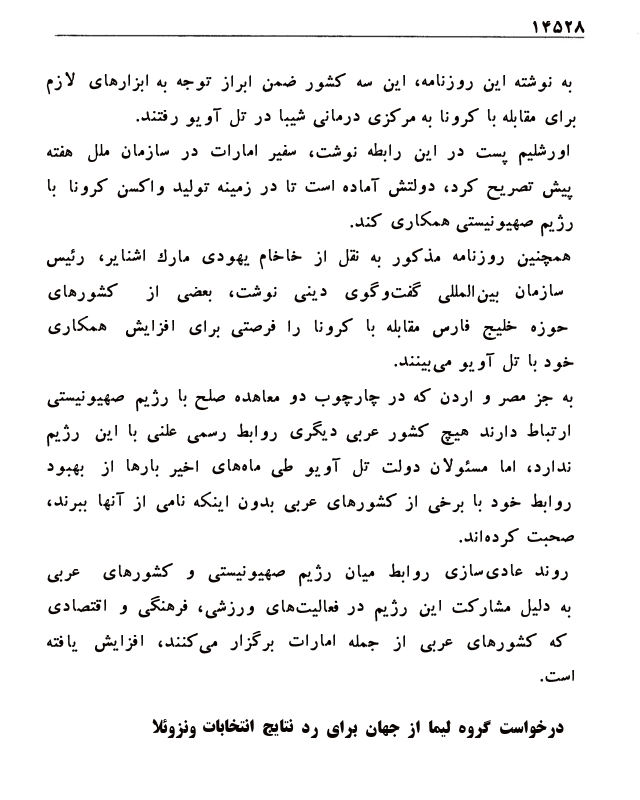 ۱۴۵۲۸
به نوشته این روزنامه، این سه کشور ضمن ابراز توجه به ابزارهای لازم
برای مقابله با کرونا به مرکزی درمانی شیبا در تل آویو رفتند.
اورشلیم پست در این رابطه نوشت، سفیر امارات در سازمان ملل هفته
پیش تصریح کرد، دولتش آماده است تا در زمینه تولید واکسن کرونا با
رژیم صهیونیستی همکاری کند.
همچنین روزنامه مذکور به نقل از خاخام یهودی مارك اشنایر، رئیس
سازمان بین‌المللی گفت‌وگوی دینی نوشت، بعضی از کشورهای
حوزه خلیج فارس مقابله با کرونا را فرصتی برای افزایش همکاری
خود با تل آویو می‌بینند.
به جز مصر و اردن که در چارچوب دو معاهده صلح با رژیم صهیونیستی
ارتباط دارند هیچ کشور عربی دیگری روابط رسمی علنی با این رژیم
ندارد، اما مسئولان دولت تل آویو طی ماه‌های اخیر بارها از بهبود
روابط خود با برخی از کشورهای عربی بدون اینکه نامی از آنها ببرند،
صحبت کرده‌اند.
روند عادی‌سازی روابط میان رژیم صهیونیستی و کشورهای عربی
به دلیل مشارکت این رژیم در فعالیت‌های ورزشی، فرهنگی و اقتصادی
که کشورهای عربی از جمله امارات برگزار می‌کنند، افزایش یافته
است.
درخواست گروه لیما از جهان برای رد نتایج انتخابات ونزوئلا